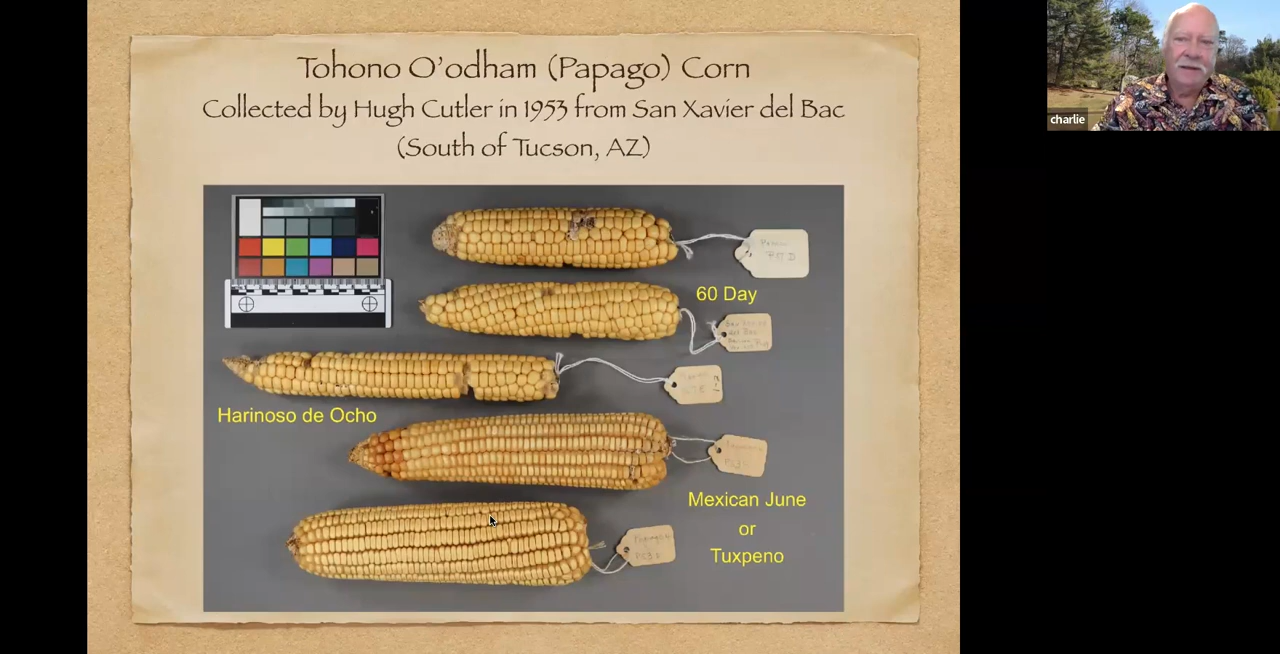 Tohono O'odham (Papago) Corn
Collected by Hugh Cutler in 1953 from San Xavier del Bac
(South of Tucson, AZ)
60 Day
Harinoso de Ocho
Mexican June
or
Tuxpeno
charlie